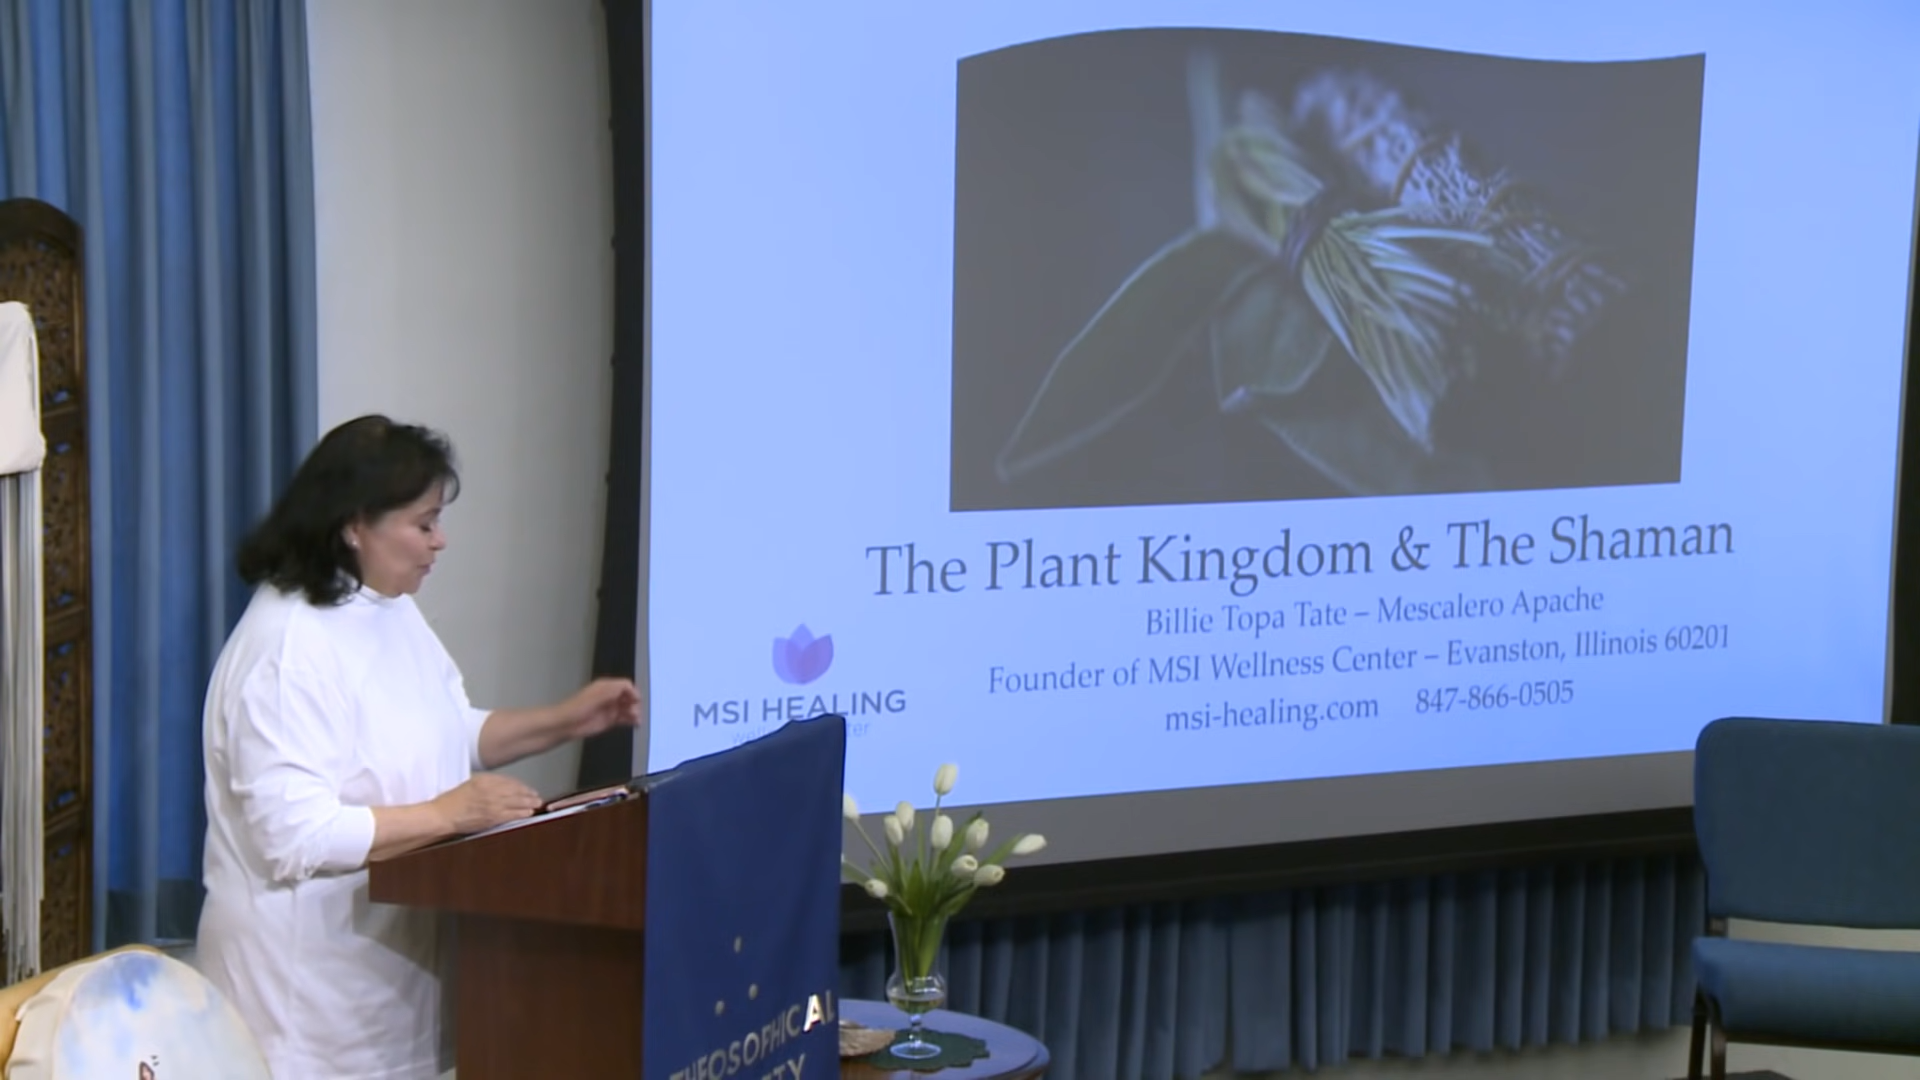 The Plant Kingdom & The Shaman
Billie Topa Tate – Mescalero Apache
Founder of MSI Wellness Center – Evanston, Illinois 60201
msi-healing.com 847-866-0505
MSI HEALING
THEOSOPHICAL